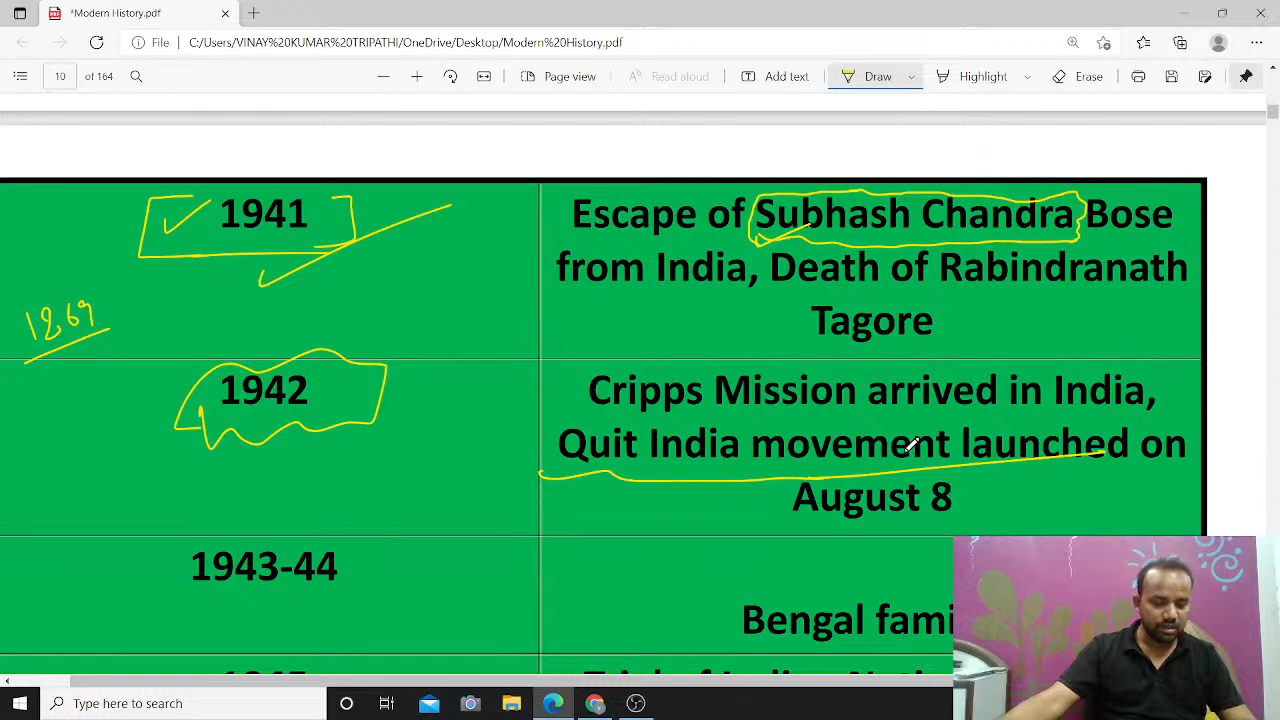 *Modern History.pdf
File
C:/Users/VINAY%20KUMAR%20TRIPATHI/OneDrive/Desktop/Modern%20History.pdf
10
of 164
Page view
Read aloud
Add text
Draw
Highlight
Erase
1941
Escape of Subhash Chandra Bose
from India, Death of Rabindranath
Tagore
1869
1942
Cripps Mission arrived in India,
Quit India movement launched on
August 8
1943-44
Bengal fami
1945
Type here to search